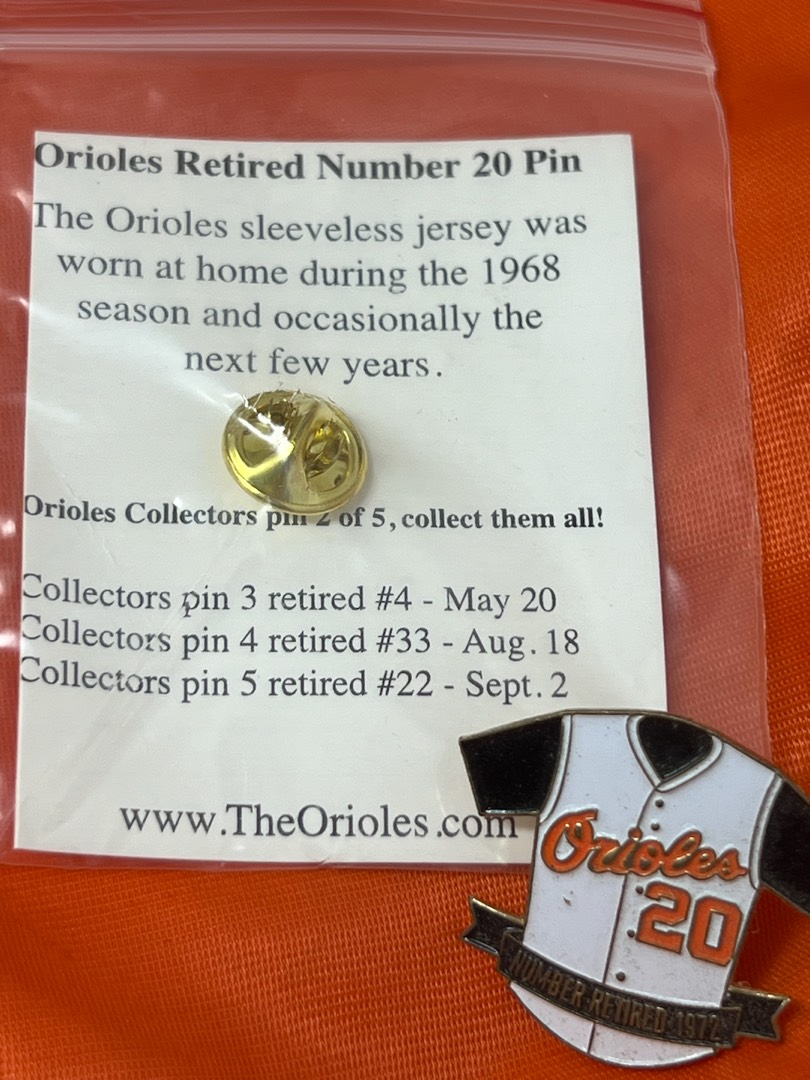 Orioles Retired Number 20 Pin
The Orioles sleeveless jersey was
worn at home during the 1968
season and occasionally the
next few years.
Orioles Collectors pin 2 of 5, collect them all!
Collectors pin 3 retired #4 - May 20
Collectors pin 4 retired #33 - Aug. 18
Collectors pin 5 retired #22 - Sept. 2
www.TheOrioles.com
Orioles
20
NUMBER RETIRED 1972